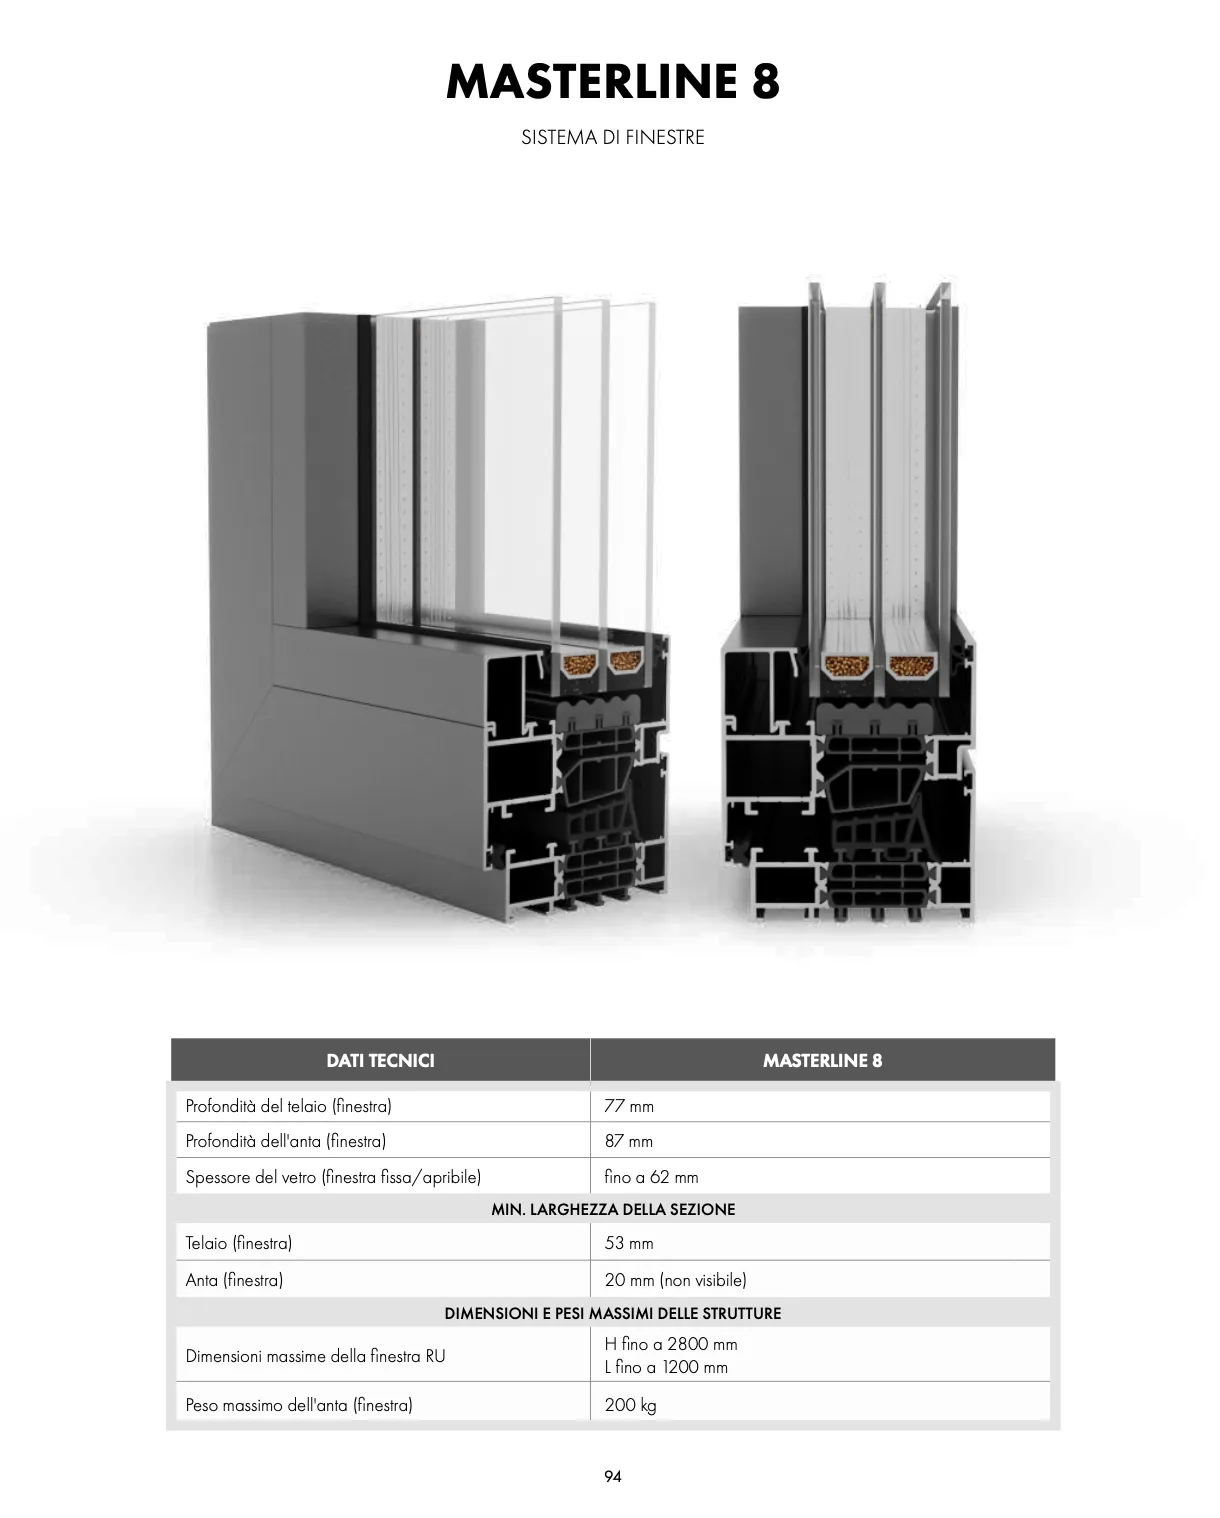 MASTERLINE 8
SISTEMA DI FINESTRE
DATI TECNICI MASTERLINE 8
Profondità del telaio (finestra) 77 mm
Profondità dell'anta (finestra) 87 mm
Spessore del vetro (finestra fissa/apribile) fino a 62 mm
MIN. LARGHEZZA DELLA SEZIONE
Telaio (finestra) 53 mm
Anta (finestra) 20 mm (non visibile)
DIMENSIONI E PESI MASSIMI DELLE STRUTTURE
Dimensioni massime della finestra RU H fino a 2800 mm
L fino a 1200 mm
Peso massimo dell'anta (finestra) 200 kg
94